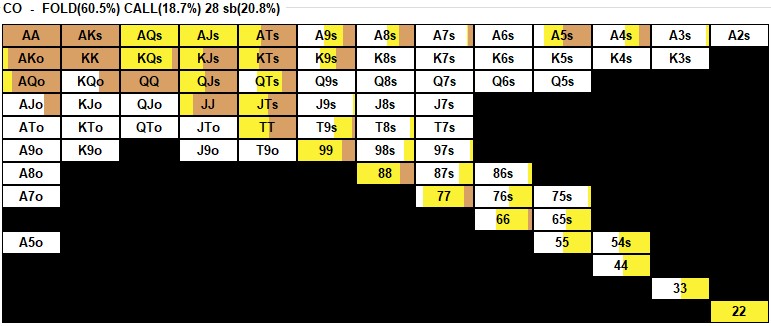 CO - FOLD(60.5%) CALL(18.7%) 28 sb(20.8%)
AA AKs AQs AJs ATs A9s A8s A7s A6s A5s A4s A3s A2s
AKo KK KQs KJs KTs K9s K8s K7s K6s K5s K4s K3s
AQo KQo QQ QJs QTs Q9s Q8s Q7s Q6s Q5s
AJo KJo QJo JJ JTs J9s J8s J7s
ATo KTo QTo JTo TT T9s T8s T7s
A9o K9o J9o T9o 99 98s 97s
A8o 88 87s 86s
A7o 77 76s 75s
66 65s
A5o 55 54s
44
33
22